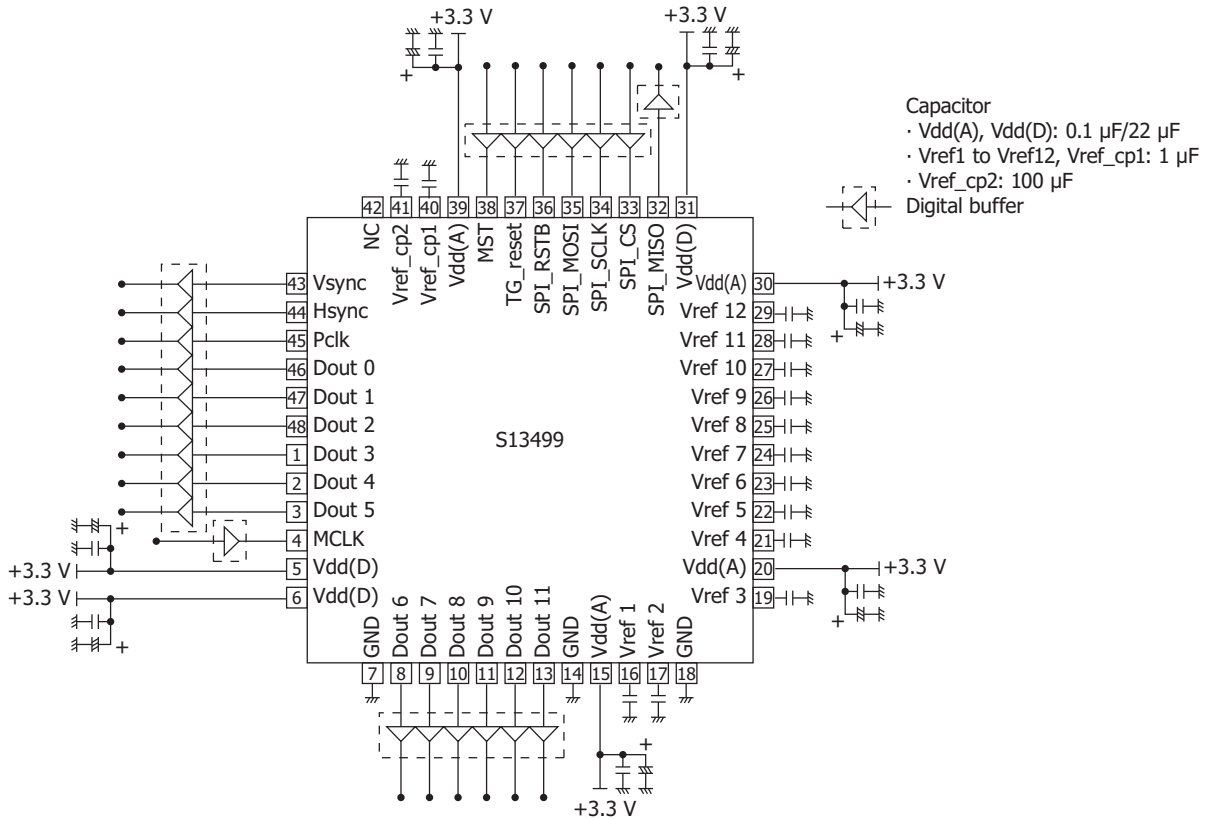 +3.3 V
+3.3 V
+
+
Capacitor
· Vdd(A), Vdd(D): 0.1 µF/22 µF
· Vref1 to Vref12, Vref_cp1: 1 µF
· Vref_cp2: 100 µF
Digital buffer
42 41 40 39 38 37 36 35 34 33 32 31
NC
Vref_cp2
Vref_cp1
Vdd(A)
MST
TG_reset
SPI_RSTB
SPI_MOSI
SPI_SCLK
SPI_CS
SPI_MISO
Vdd(D)
43 Vsync
44 Hsync
45 Pclk
46 Dout 0
47 Dout 1
48 Dout 2
1 Dout 3
2 Dout 4
3 Dout 5
4 MCLK
5 Vdd(D)
6 Vdd(D)
+
+3.3 V
+3.3 V
+
S13499
Vdd(A) 30
+3.3 V
+
Vref 12 29
Vref 11 28
Vref 10 27
Vref 9 26
Vref 8 25
Vref 7 24
Vref 6 23
Vref 5 22
Vref 4 21
Vdd(A) 20
+3.3 V
Vref 3 19
+
GND
Dout 6
Dout 7
Dout 8
Dout 9
Dout 10
Dout 11
GND
Vdd(A)
Vref 1
Vref 2
GND
7 8 9 10 11 12 13 14 15 16 17 18
+
+3.3 V